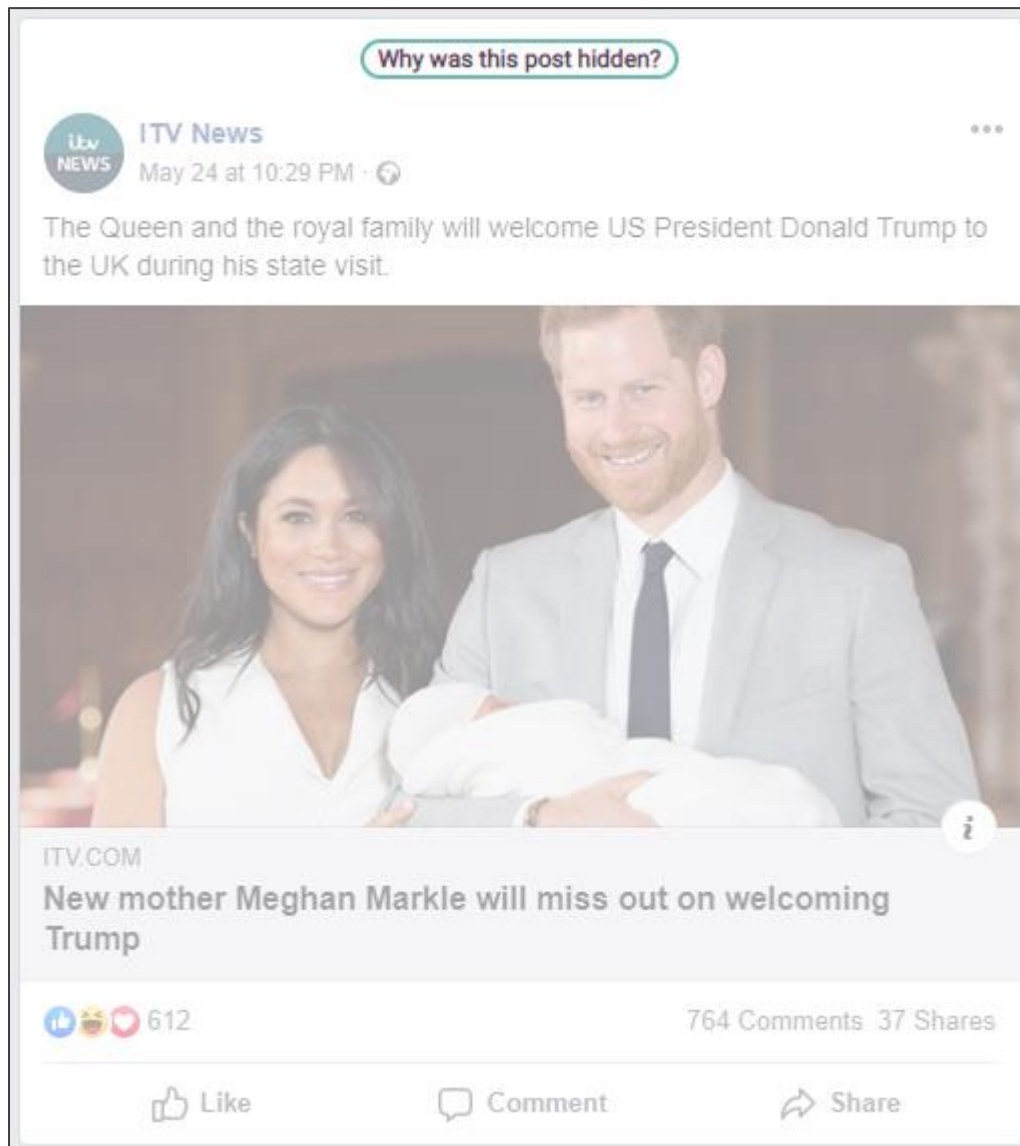 Why was this post hidden?
itv
NEWS
ITV News
May 24 at 10:29 PM ·
The Queen and the royal family will welcome US President Donald Trump to
the UK during his state visit.
i
ITV.COM
New mother Meghan Markle will miss out on welcoming
Trump
612
764 Comments 37 Shares
Like Comment Share